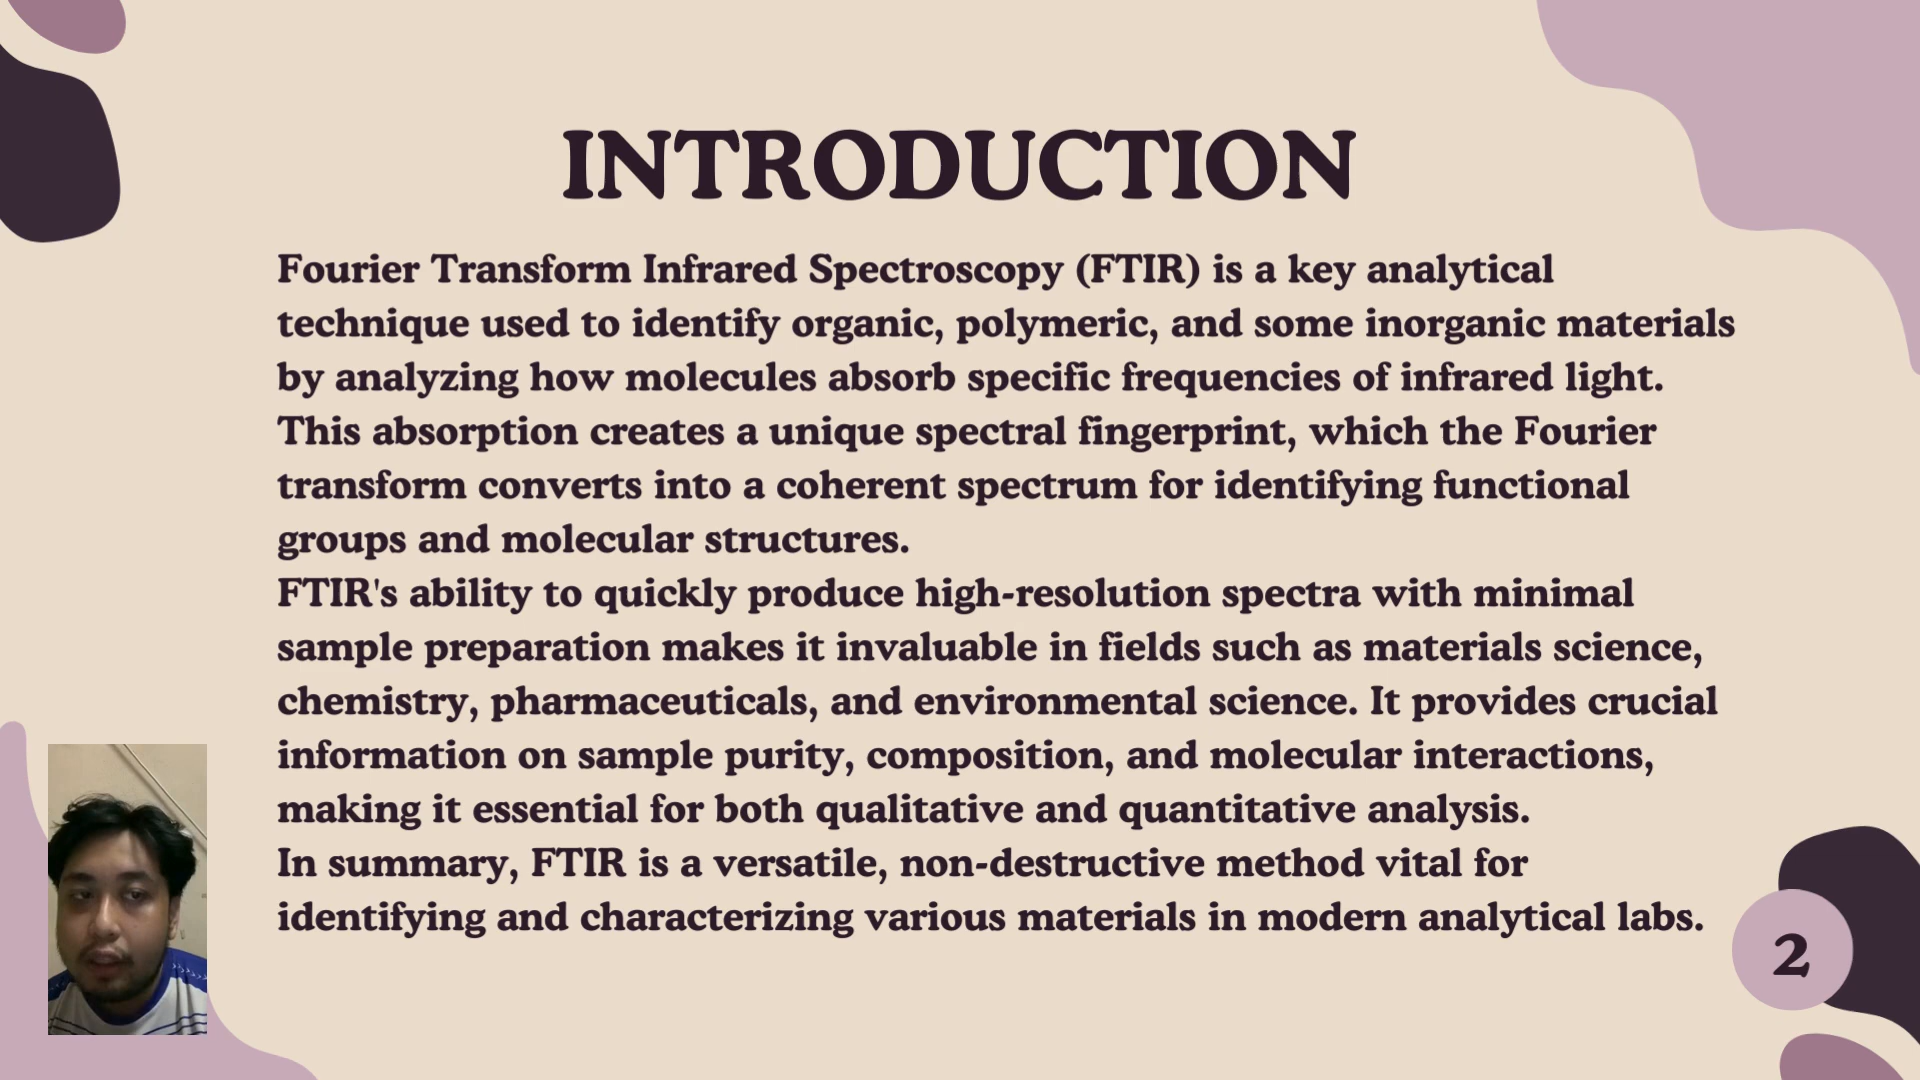 INTRODUCTION
Fourier Transform Infrared Spectroscopy (FTIR) is a key analytical
technique used to identify organic, polymeric, and some inorganic materials
by analyzing how molecules absorb specific frequencies of infrared light.
This absorption creates a unique spectral fingerprint, which the Fourier
transform converts into a coherent spectrum for identifying functional
groups and molecular structures.
FTIR's ability to quickly produce high-resolution spectra with minimal
sample preparation makes it invaluable in fields such as materials science,
chemistry, pharmaceuticals, and environmental science. It provides crucial
information on sample purity, composition, and molecular interactions,
making it essential for both qualitative and quantitative analysis.
In summary, FTIR is a versatile, non-destructive method vital for
identifying and characterizing various materials in modern analytical labs.
2